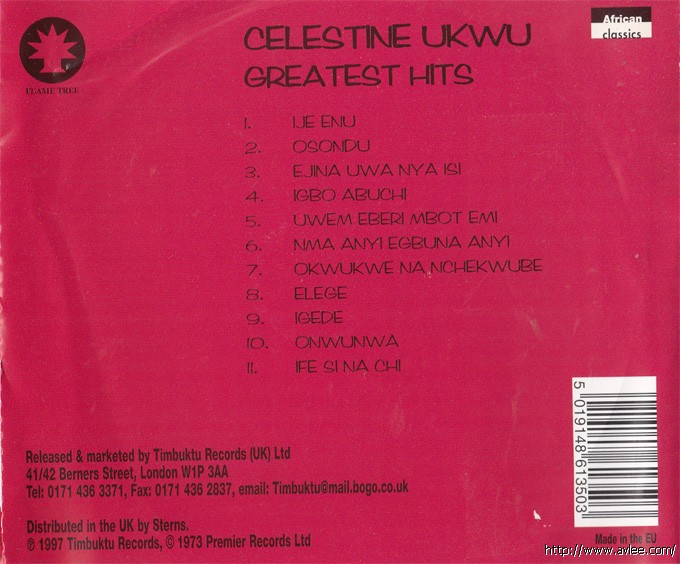 FLAME TREE
CELESTINE UKWU
GREATEST HITS
African
classics
1. IJE ENU
2. OSONDU
3. EJINA UWA NYA ISI
4. IGBO ABUCHI
5. UWEM EBERI MBOT EMI
6. NMA ANYI EGBUNA ANYI
7. OKWUKWE NA NCHEKWUBE
8. ELEGE
9. IGEDE
10. ONWUNWA
11. IFE SI NA CHI
Released & marketed by Timbuktu Records (UK) Ltd
41/42 Berners Street, London W1P 3AA
Tel: 0171 436 3371, Fax: 0171 436 2837, email: Timbuktu@mail.bogo.co.uk
Distributed in the UK by Sterns.
℗ 1997 Timbuktu Records, © 1973 Premier Records Ltd
5 019148 613503
Made in the EU
http://www.avlee.com/